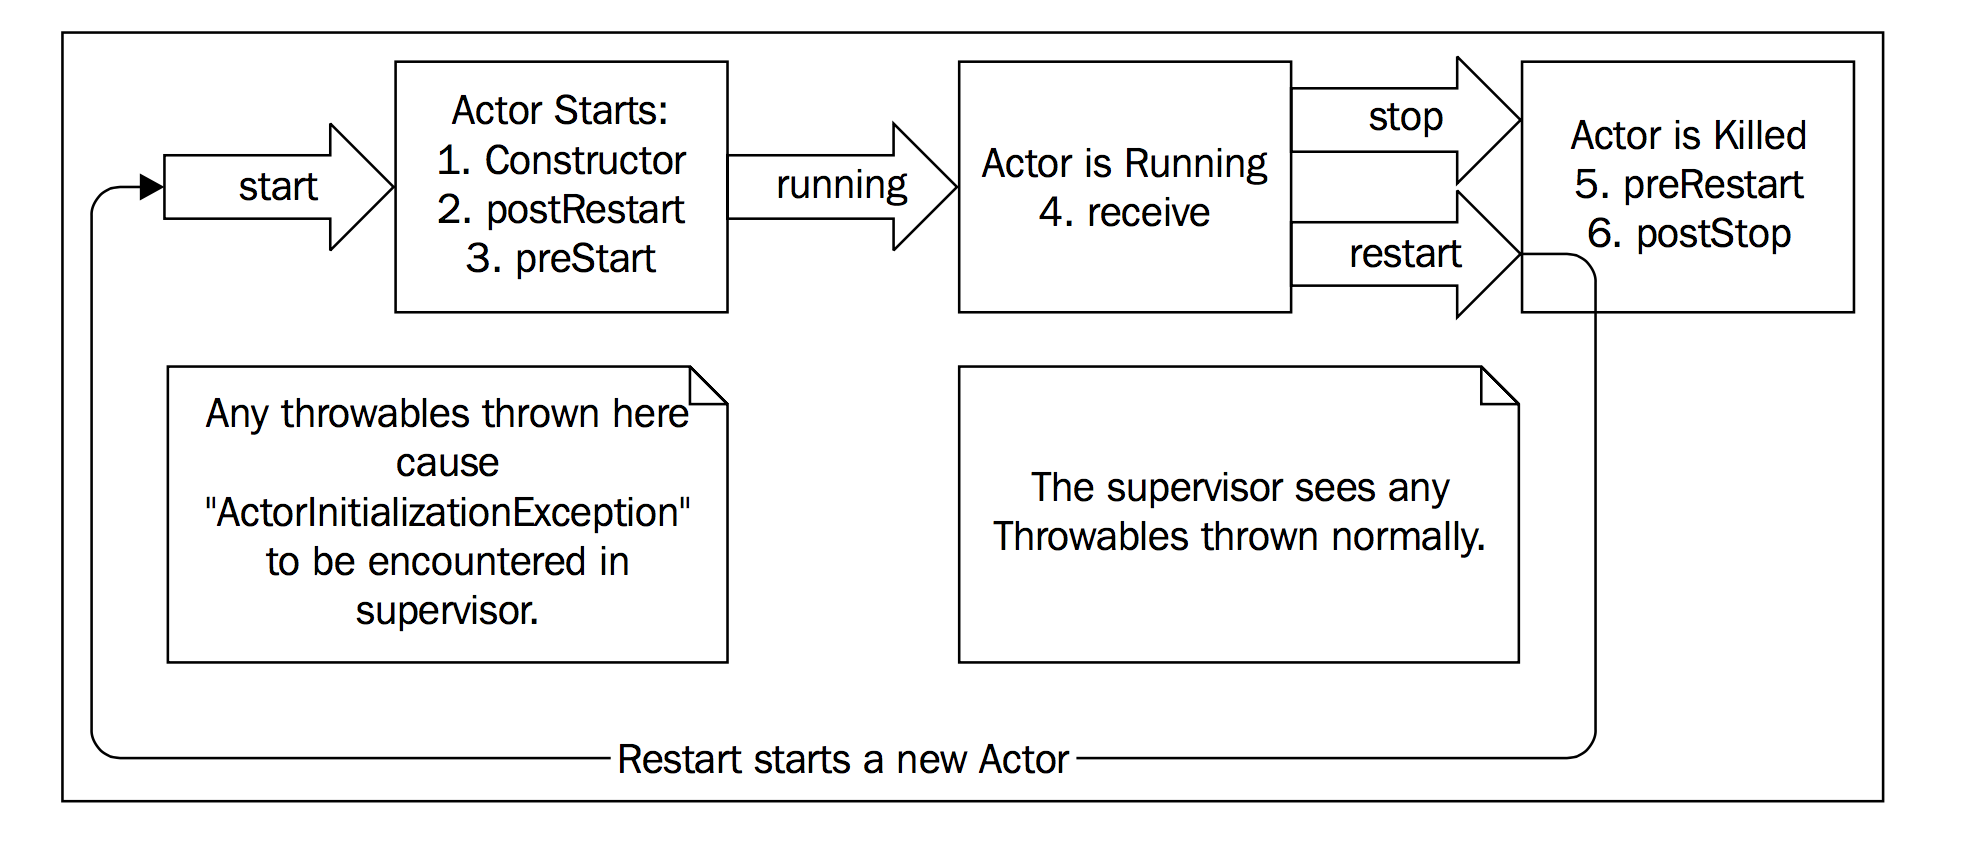 start
Actor Starts:
1. Constructor
2. postRestart
3. preStart
running
Actor is Running
4. receive
stop
restart
Actor is Killed
5. preRestart
6. postStop
Any throwables thrown here
cause
"ActorInitializationException"
to be encountered in
supervisor.
The supervisor sees any
Throwables thrown normally.
Restart starts a new Actor